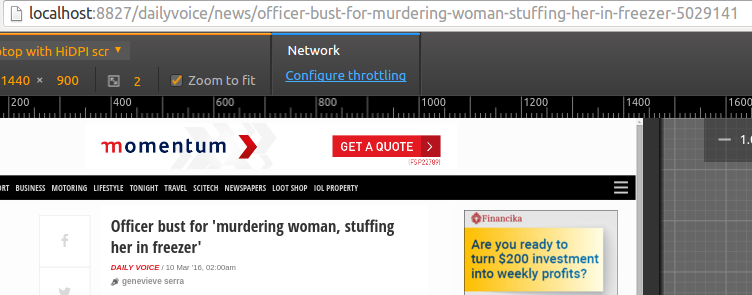 localhost:8827/dailyvoice/news/officer-bust-for-murdering-woman-stuffing-her-in-freezer-5029141
top with HiDPI scr ▼
Network
1440 × 900
2
Zoom to fit
Configure throttling
200 400 600 800 1000 1200 1400 1600
1.
momentum
GET A QUOTE
(FSP22789)
RT BUSINESS MOTORING LIFESTYLE TONIGHT TRAVEL SCITECH NEWSPAPERS LOOT SHOP IOL PROPERTY
Officer bust for 'murdering woman, stuffing
her in freezer'
DAILY VOICE / 10 Mar '16, 02:00am
genevieve serra
Financika
Are you ready to
turn $200 investment
into weekly profits?